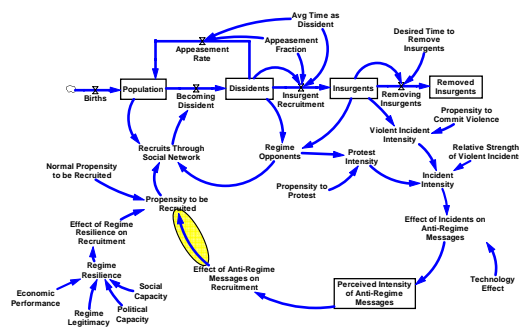 Avg Time as
Dissident
Appeasement
Fraction
Desired Time to
Remove
Insurgents
Appeasement
Rate
Births
Population
Becoming
Dissident
Dissidents
Insurgent
Recruitment
Insurgents
Removing
Insurgents
Removed
Insurgents
Propensity to
Commit Violence
Violent Incident
Intensity
Recruits Through
Social Network
Regime
Opponents
Protest
Intensity
Relative Strength
of Violent Incident
Incident
Intensity
Normal Propensity
to be Recruited
Propensity to
Protest
Propensity to be
Recruited
Effect of Regime
Resilience on
Recruitment
Effect of Incidents on
Anti-Regime
Messages
Regime
Resilience
Effect of Anti-Regime
Messages on
Recruitment
Technology
Effect
Economic
Performance
Social
Capacity
Political
Capacity
Regime
Legitimacy
Perceived Intensity
of Anti-Regime
Messages